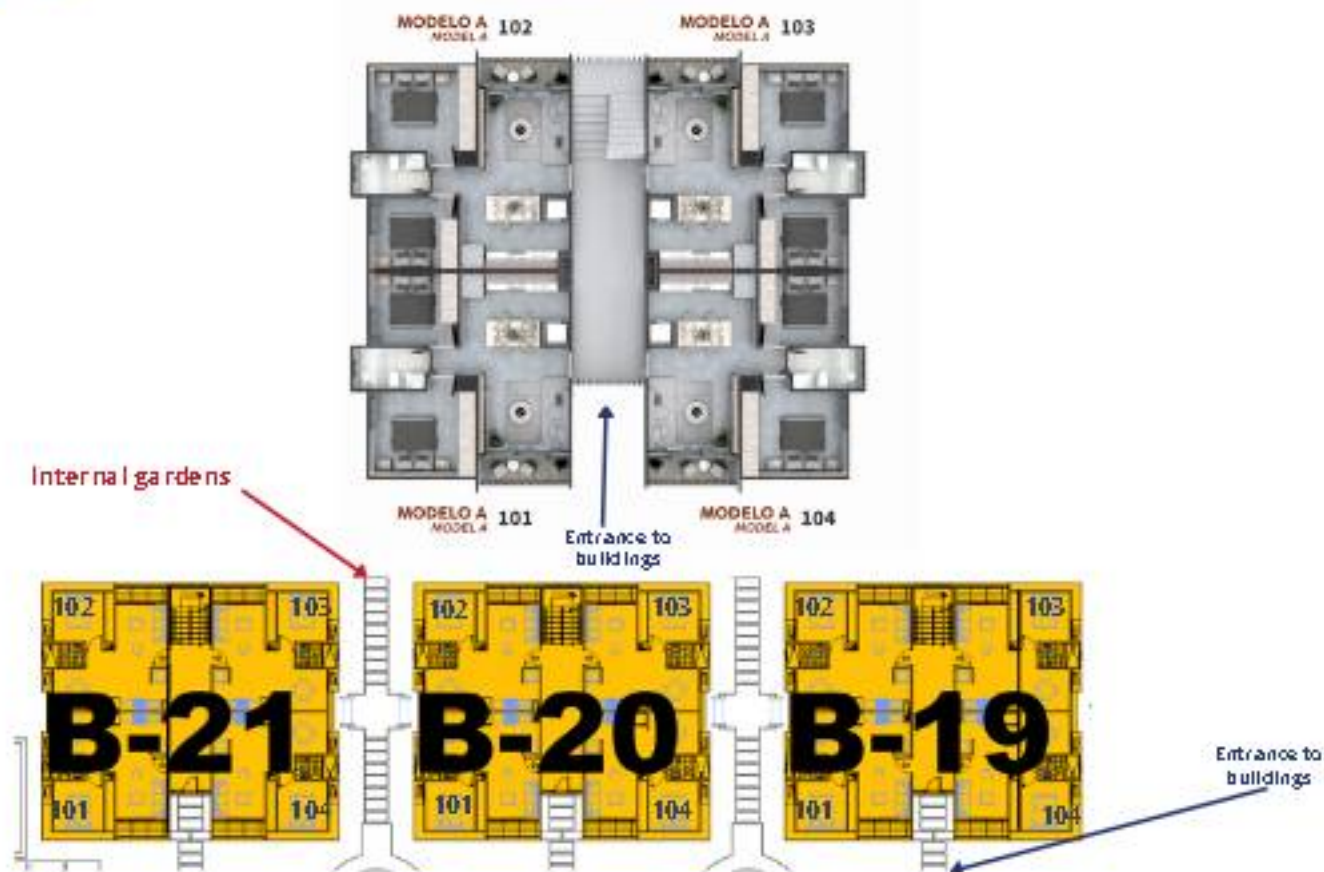 MODELO A 102
MODEL A
MODELO A 103
MODEL A
Internal gardens
MODELO A 101
MODEL A
MODELO A 104
MODEL A
Entrance to
buildings
102
103
102
103
102
103
B-21
B-20
B-19
Entrance to
buildings
101
104
101
104
101
104